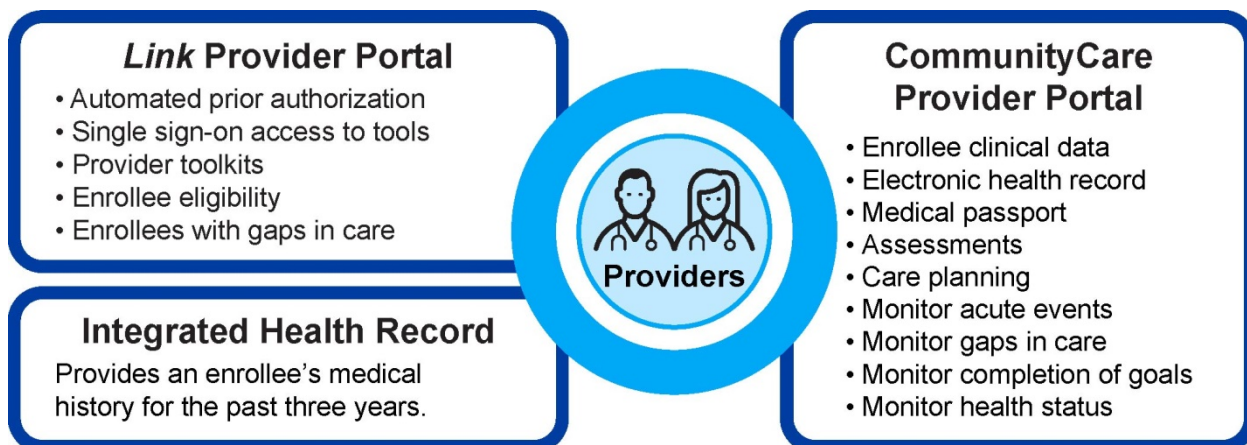 Link Provider Portal
• Automated prior authorization
• Single sign-on access to tools
• Provider toolkits
• Enrollee eligibility
• Enrollees with gaps in care
Integrated Health Record
Provides an enrollee's medical
history for the past three years.
Providers
CommunityCare
Provider Portal
• Enrollee clinical data
• Electronic health record
• Medical passport
• Assessments
• Care planning
• Monitor acute events
• Monitor gaps in care
• Monitor completion of goals
• Monitor health status